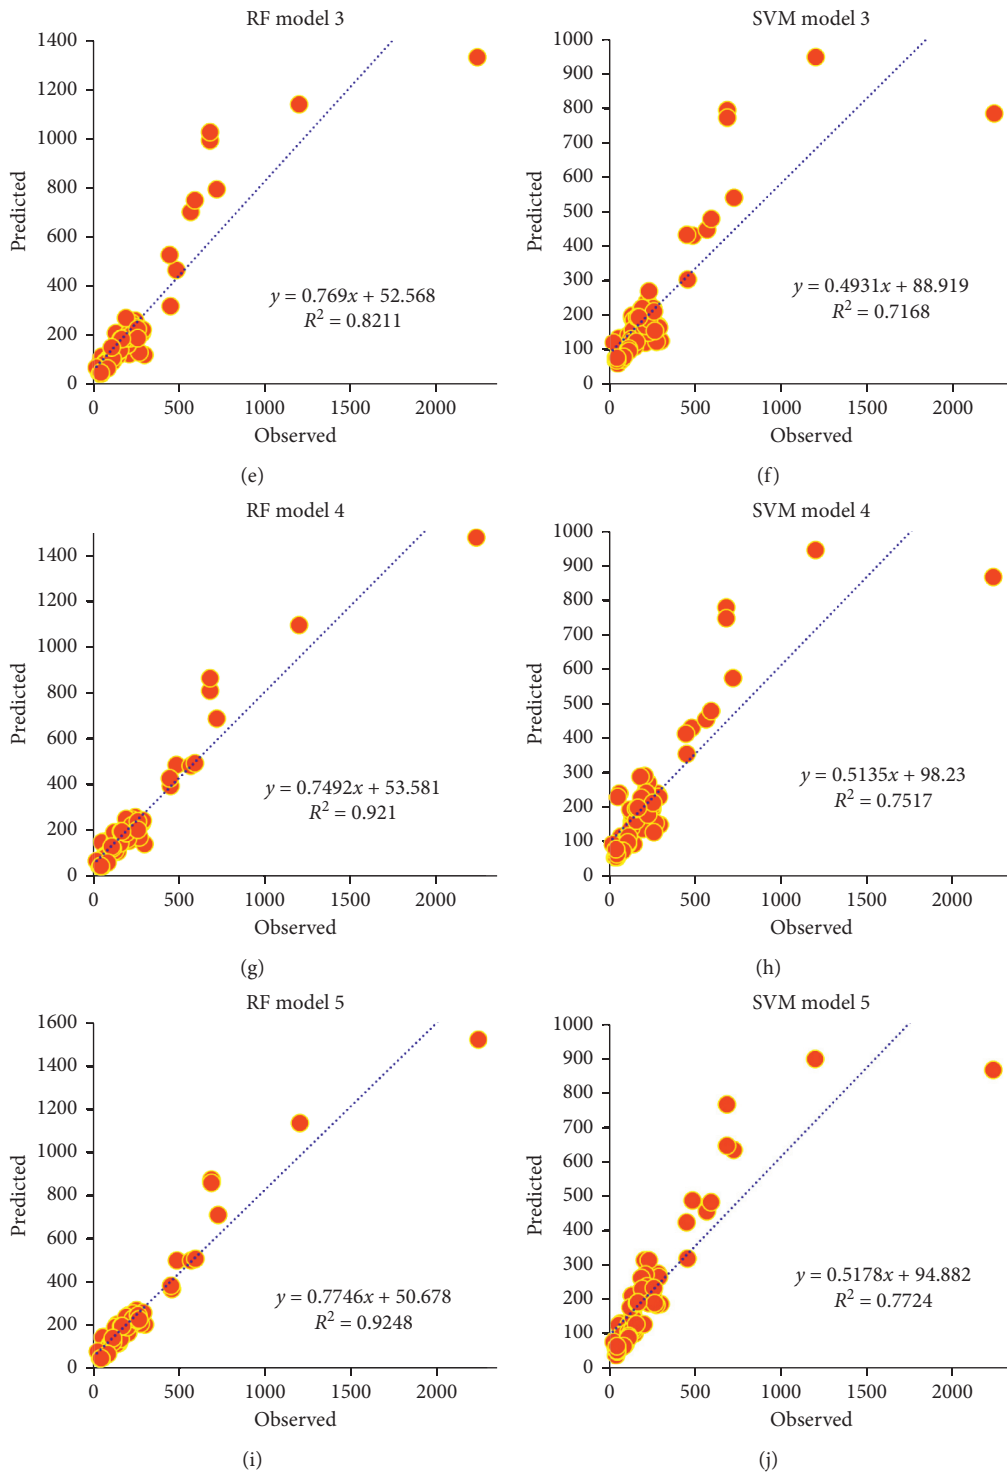 RF model 3
1400
1200
1000
800
600
400
200
0
Predicted
y = 0.769x + 52.568
R² = 0.8211
0 500 1000 1500 2000
Observed
(e)
SVM model 3
1000
900
800
700
600
500
400
300
200
100
0
Predicted
y = 0.4931x + 88.919
R² = 0.7168
0 500 1000 1500 2000
Observed
(f)
RF model 4
1400
1200
1000
800
600
400
200
0
Predicted
y = 0.7492x + 53.581
R² = 0.921
0 500 1000 1500 2000
Observed
(g)
SVM model 4
1000
900
800
700
600
500
400
300
200
100
0
Predicted
y = 0.5135x + 98.23
R² = 0.7517
0 500 1000 1500 2000
Observed
(h)
RF model 5
1600
1400
1200
1000
800
600
400
200
0
Predicted
y = 0.7746x + 50.678
R² = 0.9248
0 500 1000 1500 2000
Observed
(i)
SVM model 5
1000
900
800
700
600
500
400
300
200
100
0
Predicted
y = 0.5178x + 94.882
R² = 0.7724
0 500 1000 1500 2000
Observed
(j)